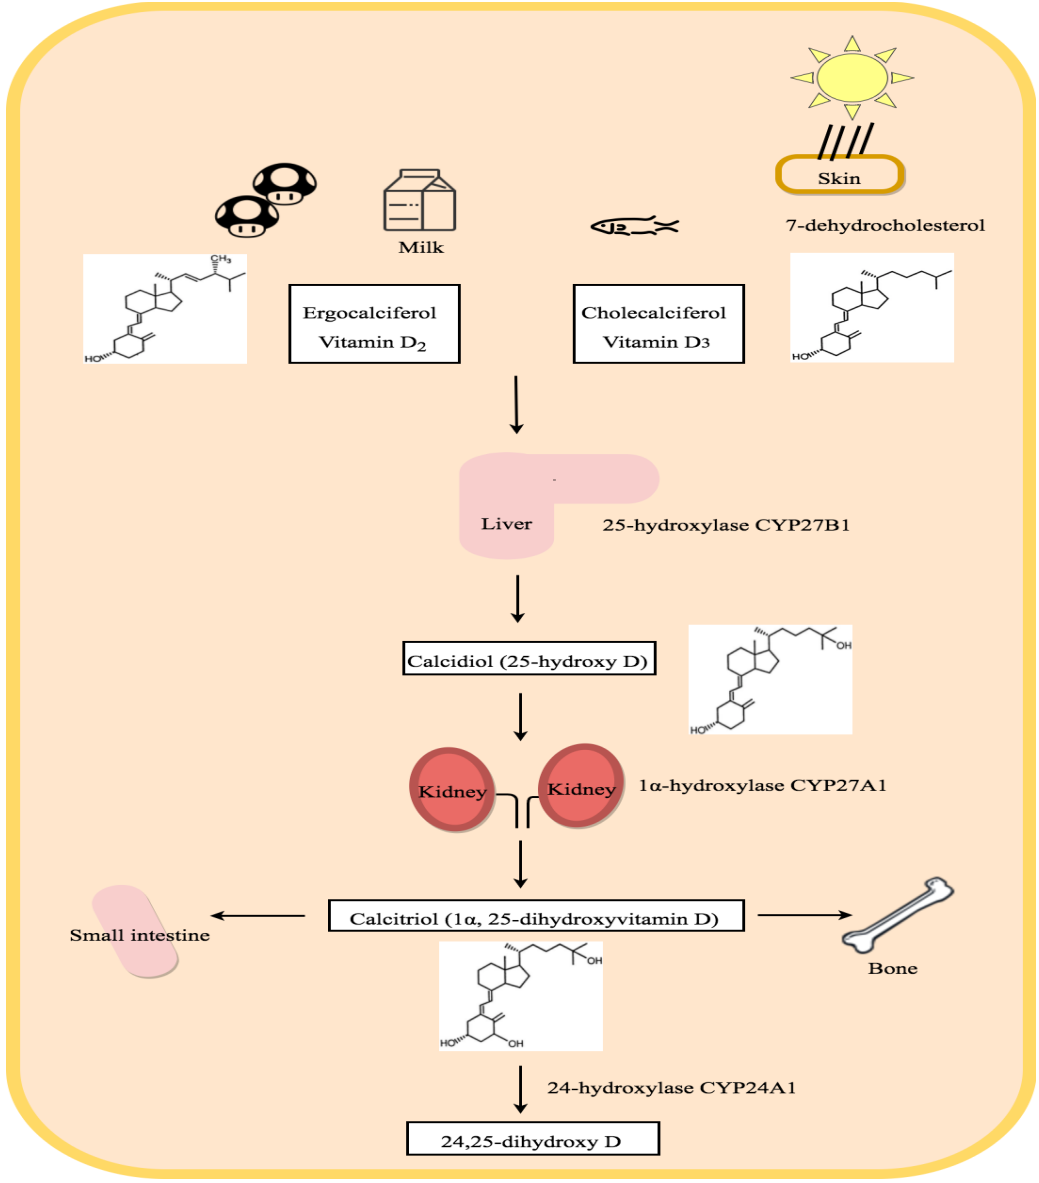 Skin
Milk
7-dehydrocholesterol
CH₃
HO
Ergocalciferol
Vitamin D₂
Cholecalciferol
Vitamin D3
HO
Liver
25-hydroxylase CYP27B1
Calcidiol (25-hydroxy D)
OH
HO
Kidney
Kidney
1α-hydroxylase CYP27A1
Small intestine
Calcitriol (1α, 25-dihydroxyvitamin D)
Bone
OH
HO
OH
24-hydroxylase CYP24A1
24,25-dihydroxy D